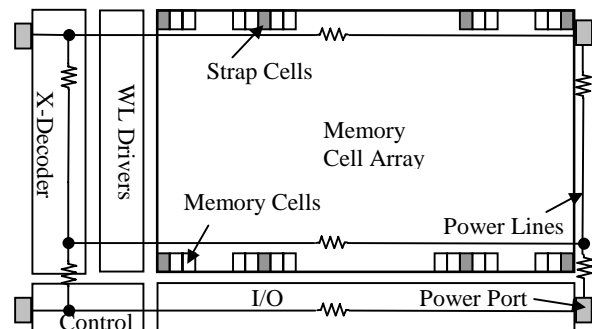 Strap Cells
X-Decoder
WL Drivers
Memory
Cell Array
Memory Cells
Power Lines
I/O
Power Port
Control